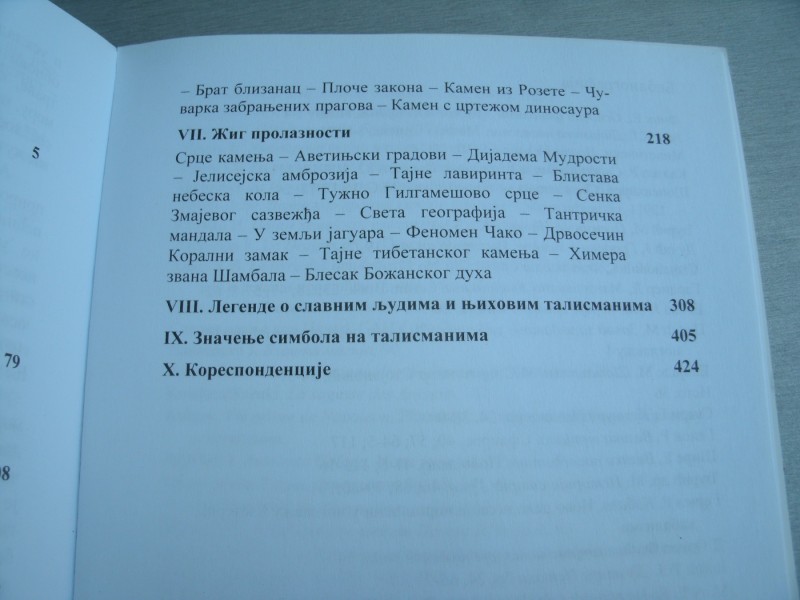 – Брат близанац – Плоче закона – Камен из Розете – Чу-
варка забрањених прагова – Камен с цртежом диносаура
VII. Жиг пролазности 218
Срце камења – Аветињски градови – Дијадема Мудрости
– Јелисејска амброзија – Тајне лавиринта – Блистава
небеска кола – Тужно Гилгамешово срце – Сенка
Змајевог сазвежђа – Света географија – Тантричка
мандала – У земљи јагуара – Феномен Чако – Дрвосечин
Корални замак – Тајне тибетанског камења – Химера
звана Шамбала – Блесак Божанског духа
VIII. Легенде о славним људима и њиховим талисманима 308
IX. Значење симбола на талисманима 405
X. Кореспонденције 424
5
79